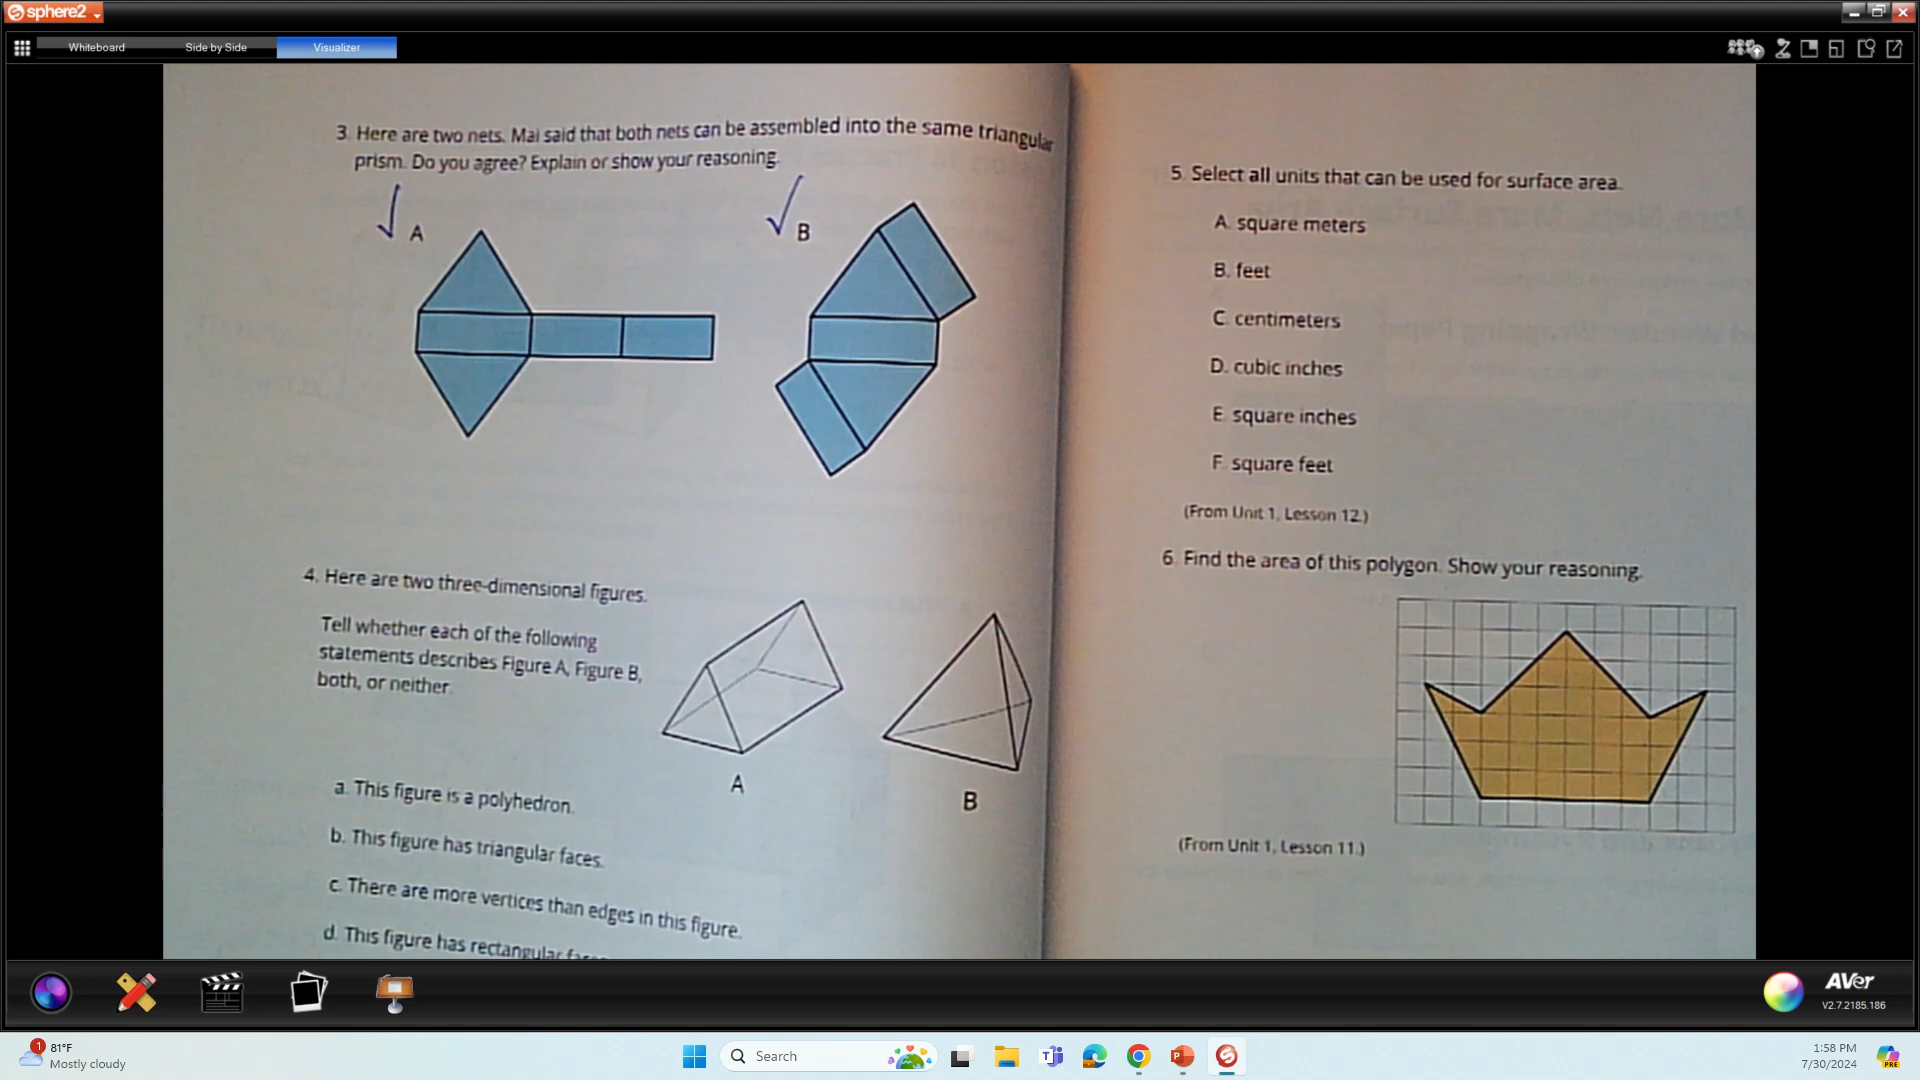 sphere2
Whiteboard
Side by Side
Visualizer
3. Here are two nets. Mai said that both nets can be assembled into the same triangular
prism. Do you agree? Explain or show your reasoning.
A
B
4. Here are two three-dimensional figures.
Tell whether each of the following
statements describes Figure A, Figure B,
both, or neither.
A
B
a. This figure is a polyhedron.
b. This figure has triangular faces.
c. There are more vertices than edges in this figure.
d. This figure has rectangular faces
5. Select all units that can be used for surface area.
A. square meters
B. feet
C. centimeters
D. cubic inches
E. square inches
F. square feet
(From Unit 1, Lesson 12.)
6. Find the area of this polygon. Show your reasoning.
(From Unit 1, Lesson 11.)
AVer
V2.7.2185.186
1
81°F
Mostly cloudy
Search
1:58 PM
7/30/2024
PRE